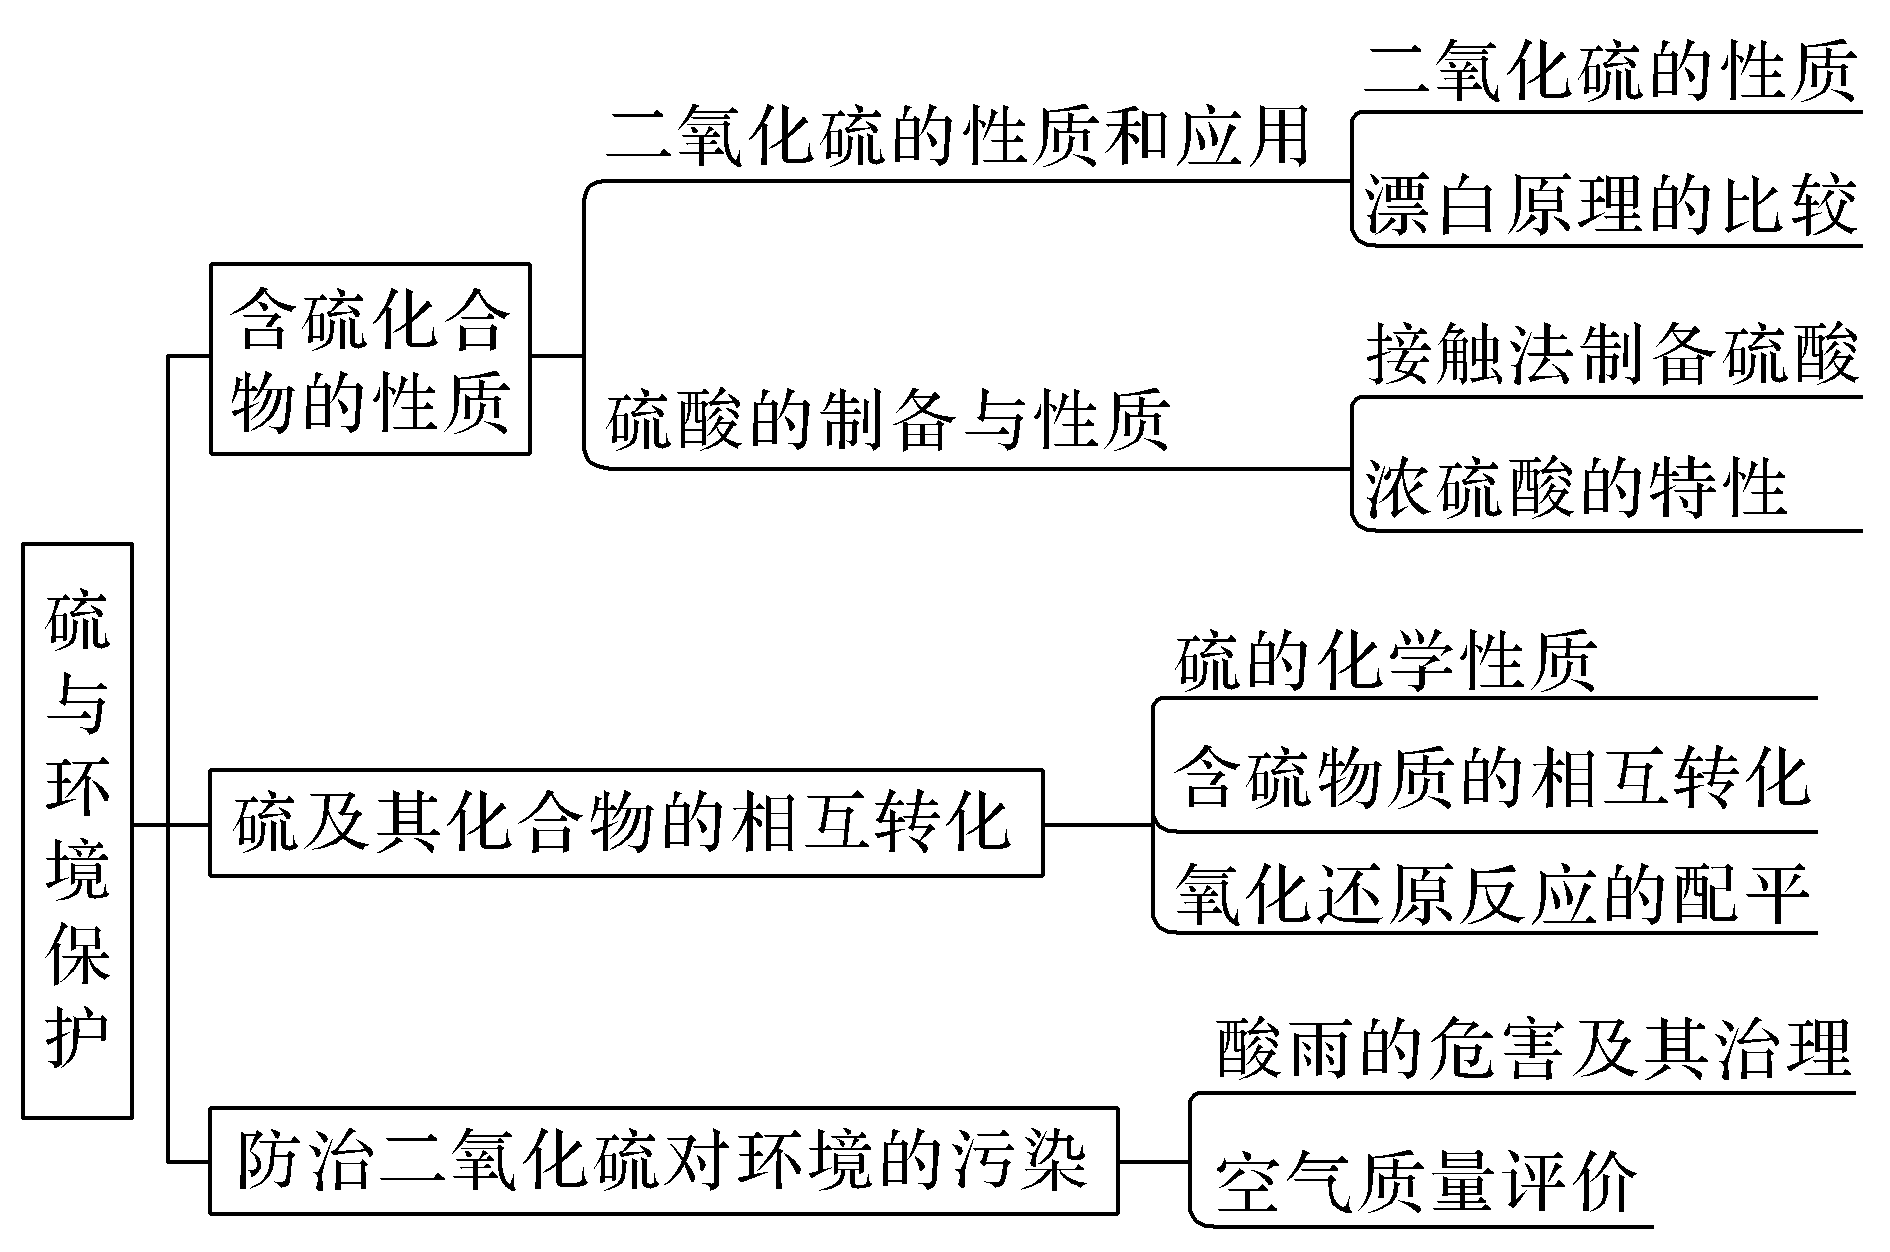 硫与环境保护
含硫化合
物的性质
二氧化硫的性质和应用
二氧化硫的性质
漂白原理的比较
硫酸的制备与性质
接触法制备硫酸
浓硫酸的特性
硫及其化合物的相互转化
硫的化学性质
含硫物质的相互转化
氧化还原反应的配平
防治二氧化硫对环境的污染
酸雨的危害及其治理
空气质量评价